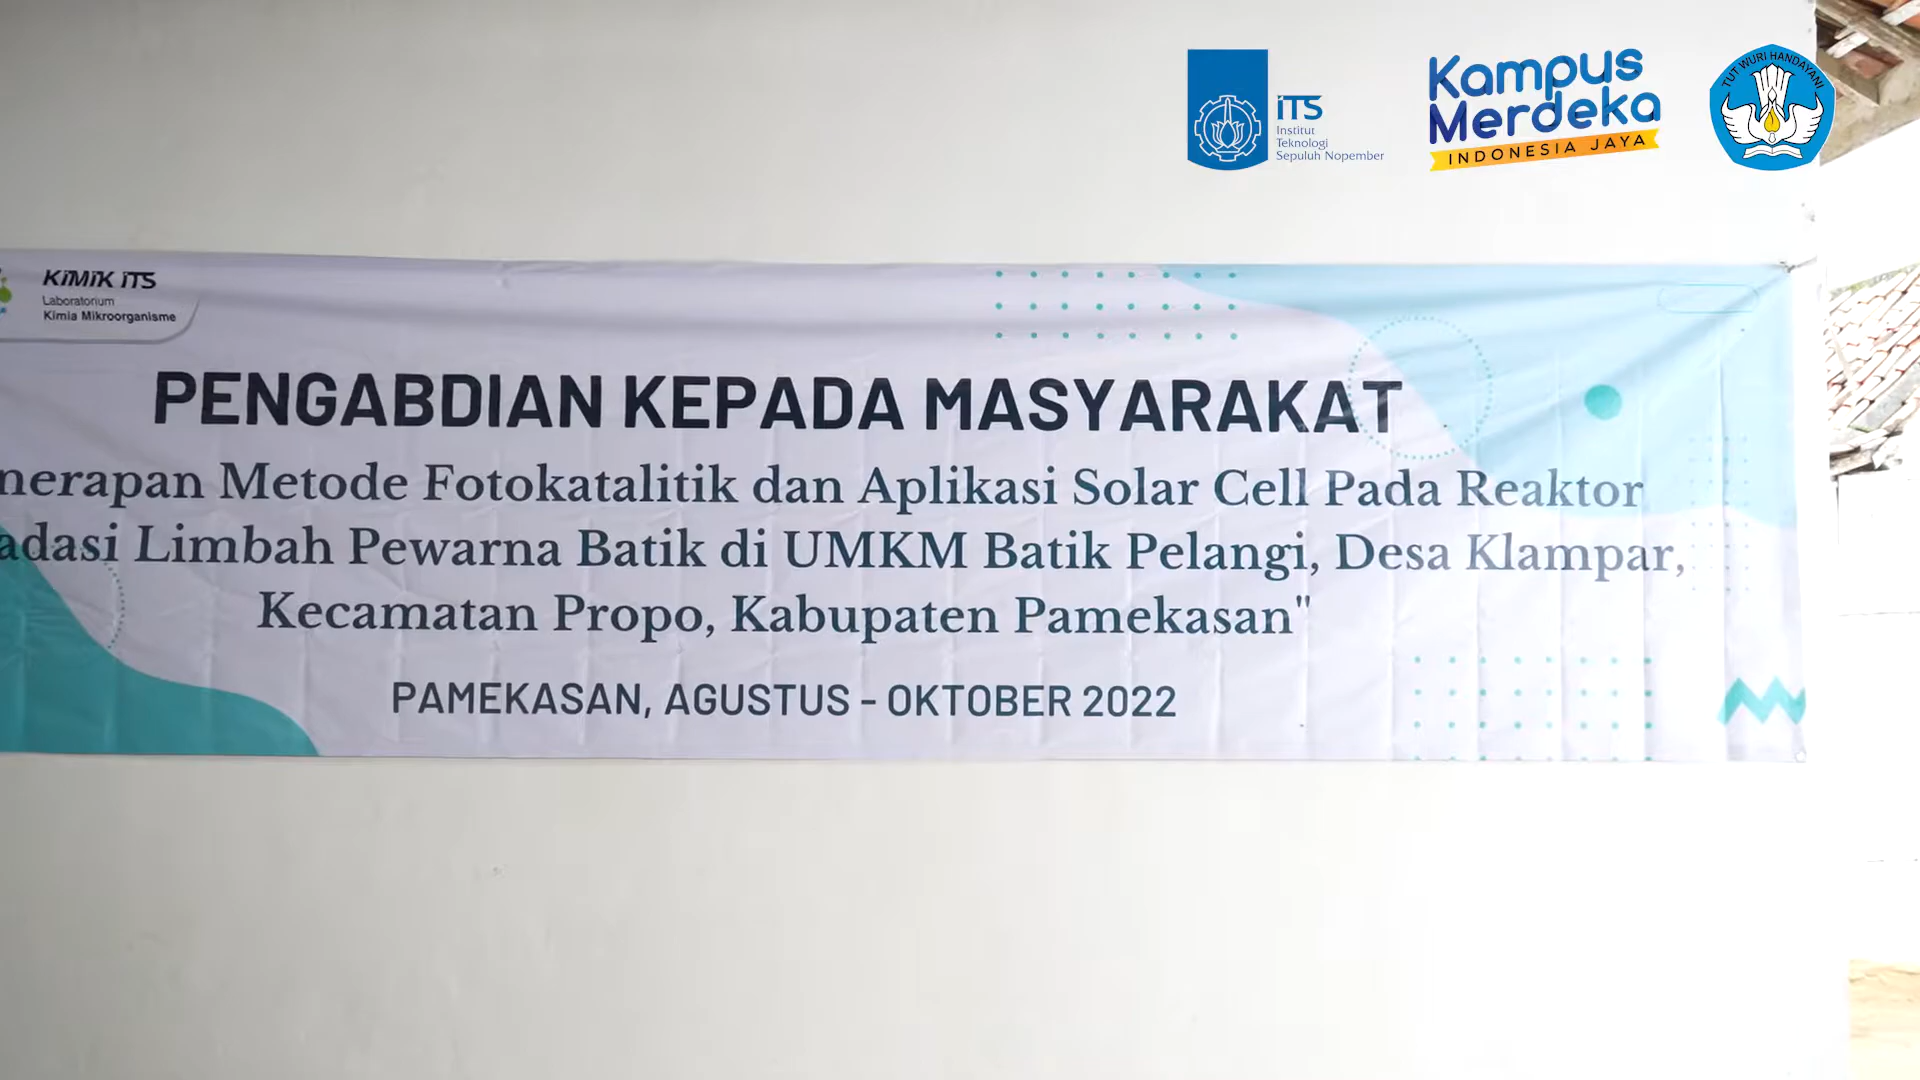 iTS
Institut
Teknologi
Sepuluh Nopember
Kampus
Merdeka
INDONESIA JAYA
TUT WURI HANDAYANI
KiMiK iTS
Laboratorium
Kimia Mikroorganisme
PENGABDIAN KEPADA MASYARAKAT
Metode Fotokatalitik dan Aplikasi Solar Cell Pada Reaktor
Limbah Pewarna Batik di UMKM Batik Pelangi, Desa Klampar,
Kecamatan Propo, Kabupaten Pamekasan"
PAMEKASAN, AGUSTUS - OKTOBER 2022